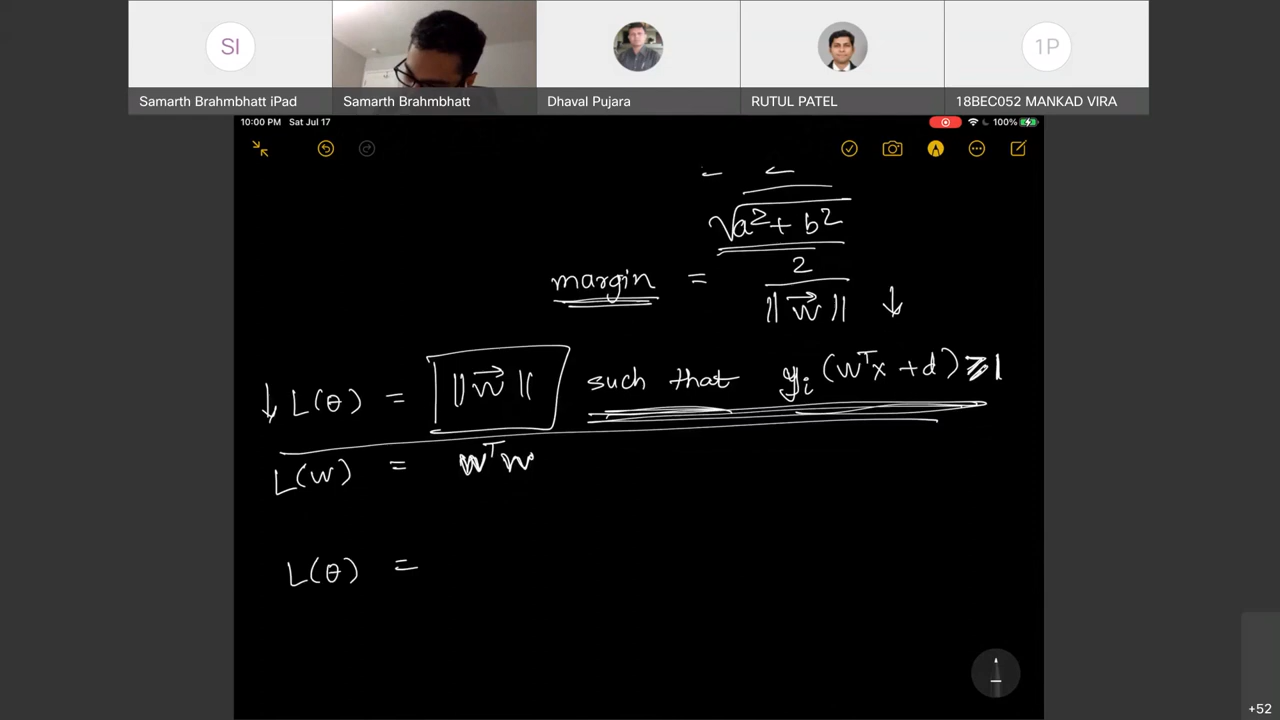 SI
1P
Samarth Brahmbhatt iPad
Samarth Brahmbhatt
Dhaval Pujara
RUTUL PATEL
18BEC052 MANKAD VIRA
10:00 PM Sat Jul 17
100%
√a²+ b²
margin = 2
||w⃗|| ↓
↓ L(θ) = ||w⃗|| such that yᵢ(wᵀx + d) ≥ 1
L(w) = wᵀw
L(θ) =
+52